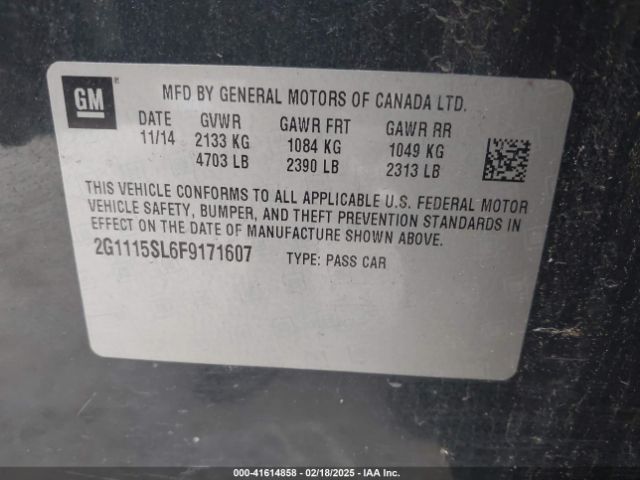 GM
MFD BY GENERAL MOTORS OF CANADA LTD.
DATE GVWR GAWR FRT GAWR RR
11/14 2133 KG 1084 KG 1049 KG
4703 LB 2390 LB 2313 LB
THIS VEHICLE CONFORMS TO ALL APPLICABLE U.S. FEDERAL MOTOR
VEHICLE SAFETY, BUMPER, AND THEFT PREVENTION STANDARDS IN
EFFECT ON THE DATE OF MANUFACTURE SHOWN ABOVE.
2G1115SL6F9171607 TYPE: PASS CAR
000-41614858 - 02/18/2025 - IAA Inc.